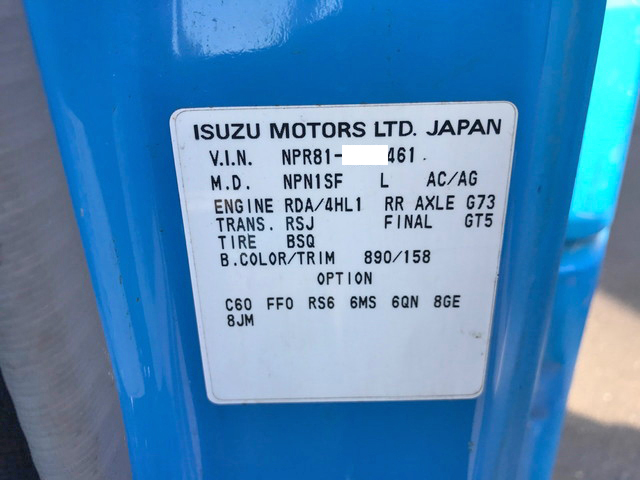 ISUZU MOTORS LTD. JAPAN
V.I.N. NPR81- 461
M.D. NPN1SF L AC/AG
ENGINE RDA/4HL1 RR AXLE G73
TRANS. RSJ FINAL GT5
TIRE BSQ
B.COLOR/TRIM 890/158
OPTION
C60 FF0 RS6 6MS 6QN 8GE
8JM